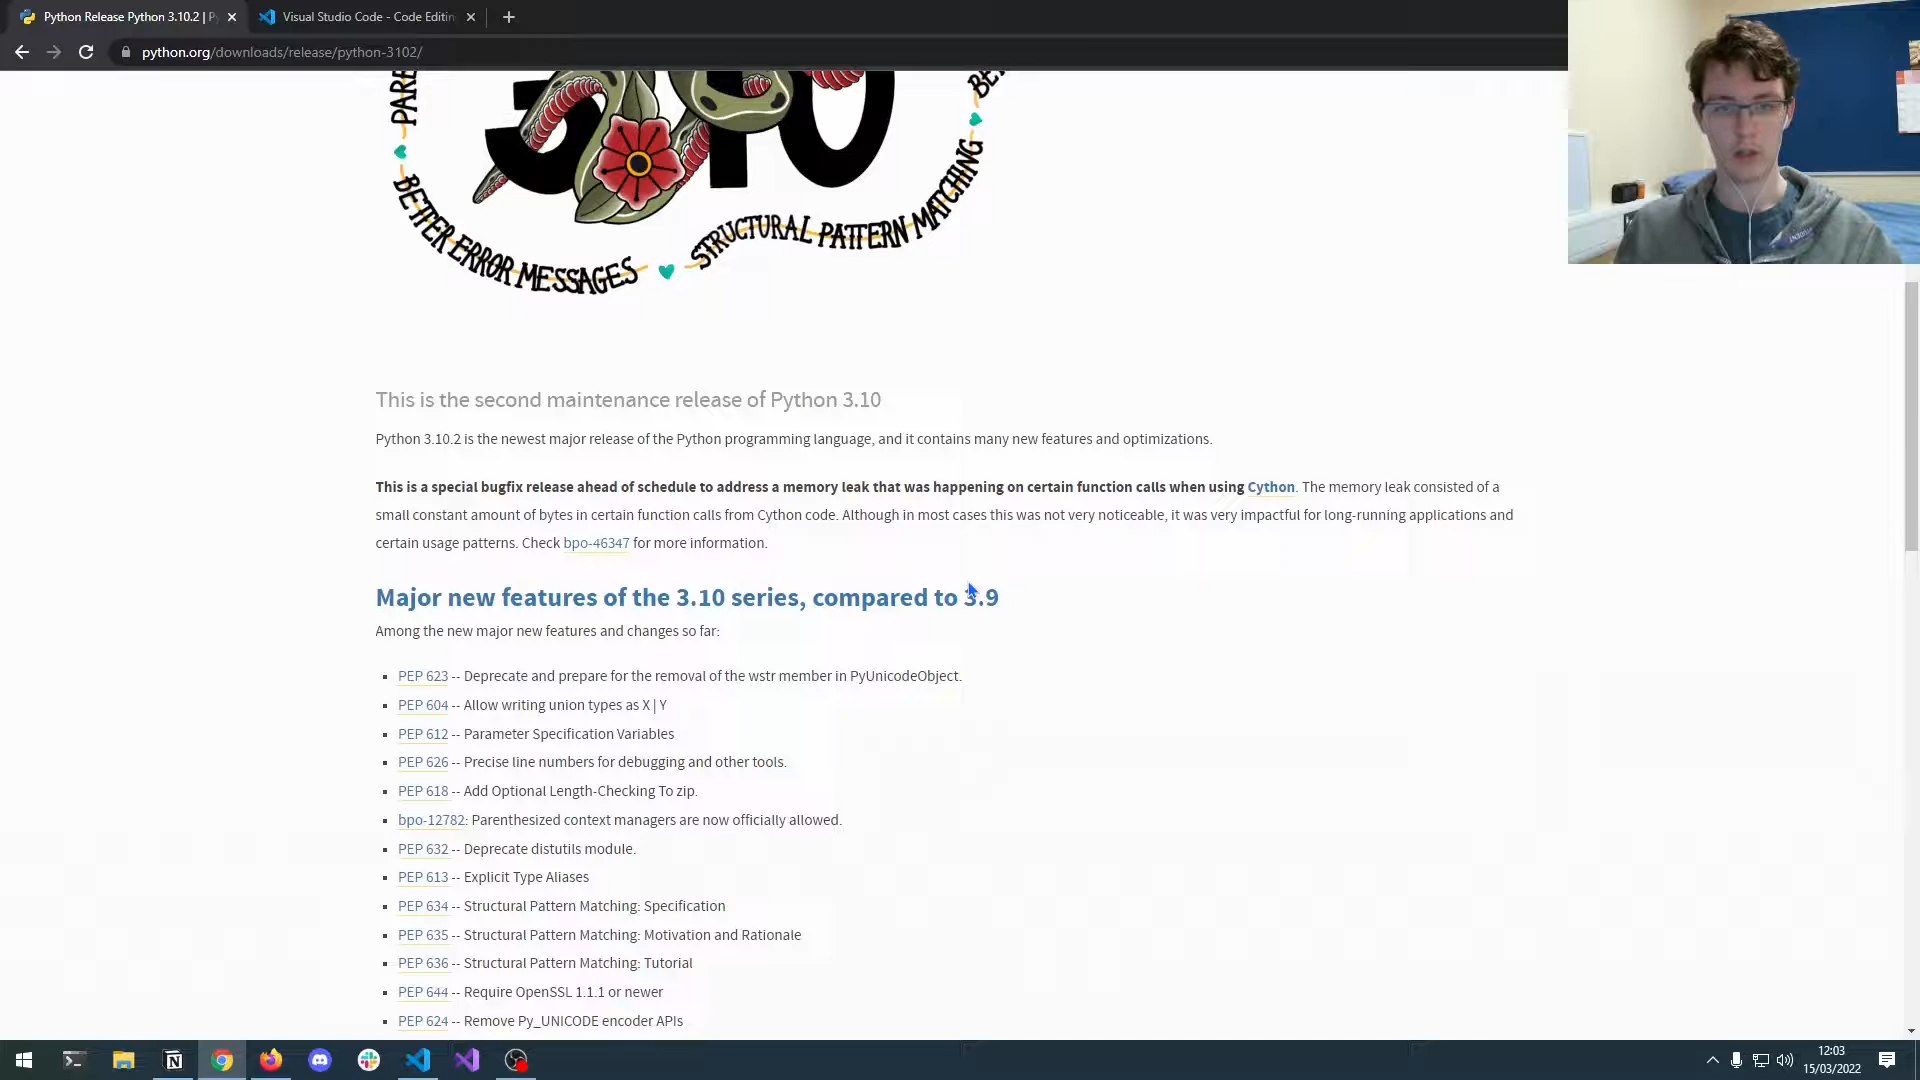 Python Release Python 3.10.2 | Py
Visual Studio Code - Code Editin
python.org/downloads/release/python-3102/
PARE
BE
3.10
BETTER ERROR MESSAGES
STRUCTURAL PATTERN MATCHING
This is the second maintenance release of Python 3.10
Python 3.10.2 is the newest major release of the Python programming language, and it contains many new features and optimizations.
This is a special bugfix release ahead of schedule to address a memory leak that was happening on certain function calls when using Cython. The memory leak consisted of a
small constant amount of bytes in certain function calls from Cython code. Although in most cases this was not very noticeable, it was very impactful for long-running applications and
certain usage patterns. Check bpo-46347 for more information.
Major new features of the 3.10 series, compared to 3.9
Among the new major new features and changes so far:
PEP 623 -- Deprecate and prepare for the removal of the wstr member in PyUnicodeObject.
PEP 604 -- Allow writing union types as X | Y
PEP 612 -- Parameter Specification Variables
PEP 626 -- Precise line numbers for debugging and other tools.
PEP 618 -- Add Optional Length-Checking To zip.
bpo-12782: Parenthesized context managers are now officially allowed.
PEP 632 -- Deprecate distutils module.
PEP 613 -- Explicit Type Aliases
PEP 634 -- Structural Pattern Matching: Specification
PEP 635 -- Structural Pattern Matching: Motivation and Rationale
PEP 636 -- Structural Pattern Matching: Tutorial
PEP 644 -- Require OpenSSL 1.1.1 or newer
PEP 624 -- Remove Py_UNICODE encoder APIs
12:03
15/03/2022